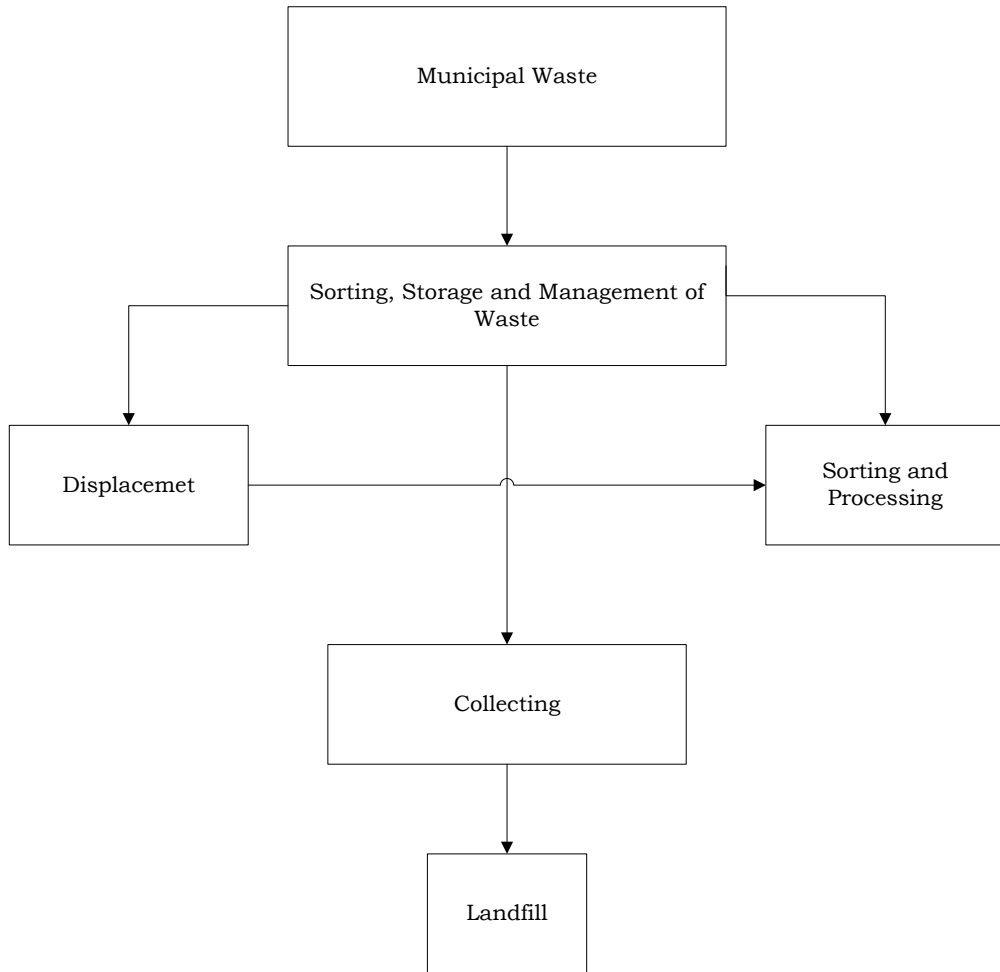 Municipal Waste
Sorting, Storage and Management of
Waste
Displacemet
Sorting and
Processing
Collecting
Landfill